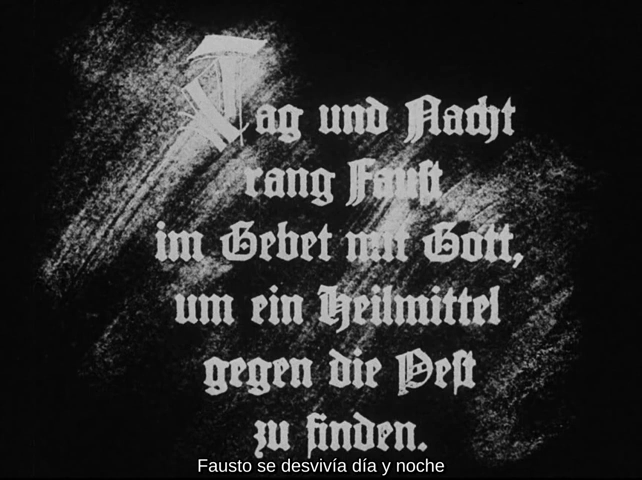 Tag und Nacht
rang Faust
im Gebet mit Gott,
um ein Heilmittel
gegen die Pest
zu finden.
Fausto se desvivía día y noche